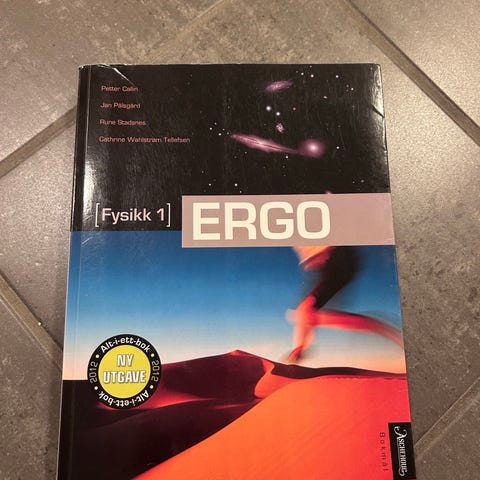 Petter Callin
Jan Pålsgård
Rune Stadsnes
Cathrine Wahlstrøm Tellefsen
[Fysikk 1]
ERGO
Alt-i-ett-bok
2012
NY
UTGAVE
2012
Alt-i-ett-bok
Bokmål
ASCHEHOUG